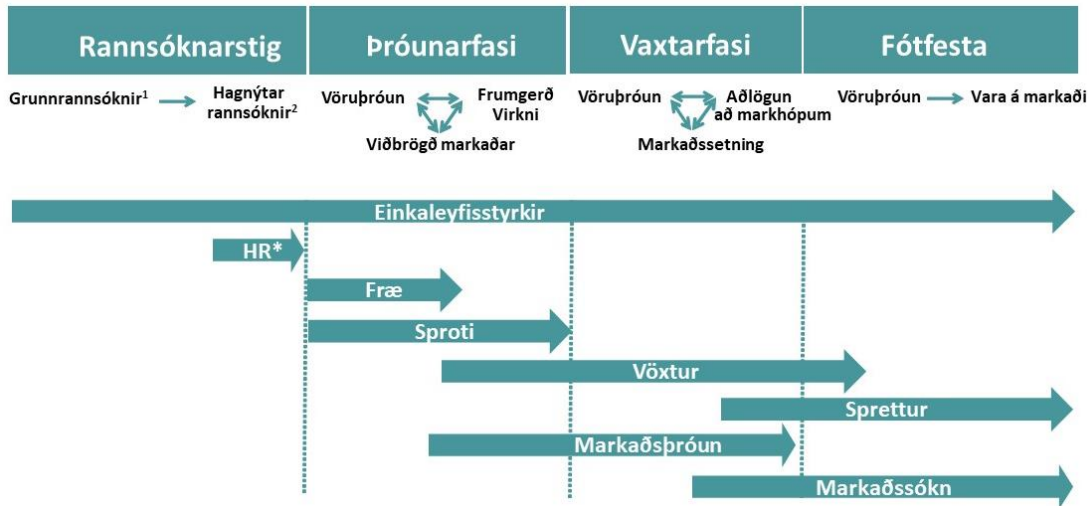 Rannsóknarstig Þróunarfasi Vaxtarfasi Fótfesta
Grunnrannsóknir¹ Hagnýtar rannsóknir²
Vöruþróun Frumgerð Virkni
Viðbrögð markaðar
Vöruþróun Aðlögun að markhópum
Markaðssetning
Vöruþróun Vara á markaði
Einkaleyfisstyrkir
HR*
Fræ
Sproti
Vöxtur
Sprettur
Markaðsþróun
Markaðssókn